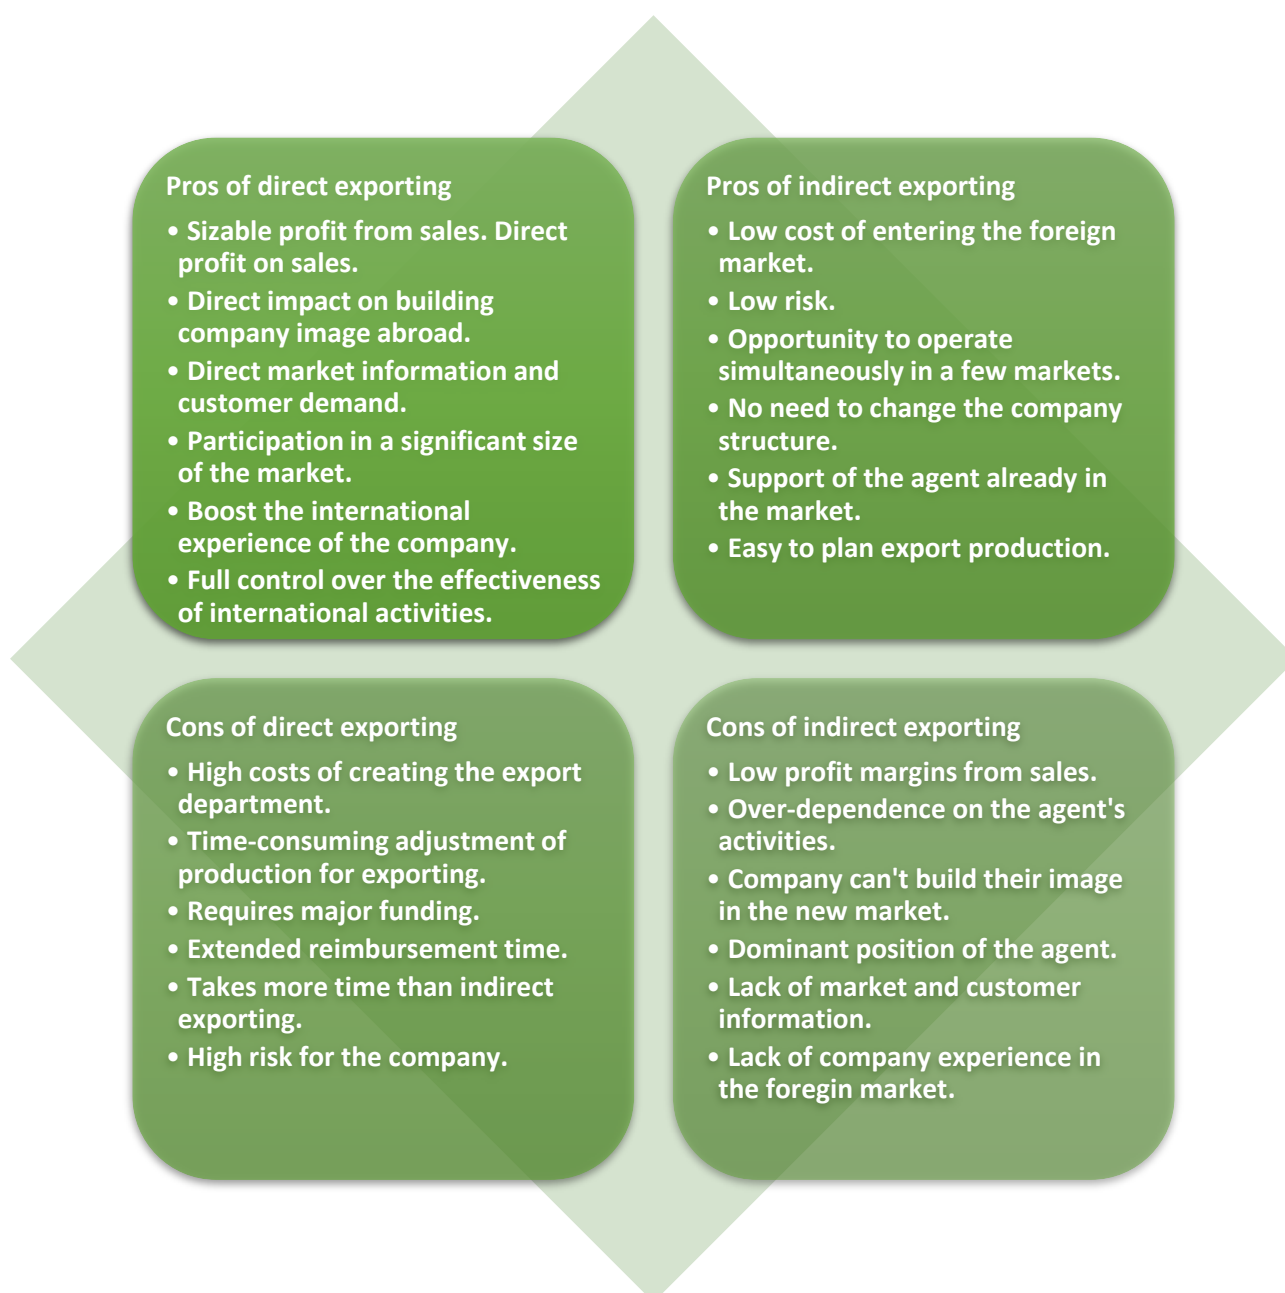 Pros of direct exporting
• Sizable profit from sales. Direct
profit on sales.
• Direct impact on building
company image abroad.
• Direct market information and
customer demand.
• Participation in a significant size
of the market.
• Boost the international
experience of the company.
• Full control over the effectiveness
of international activities.
Pros of indirect exporting
• Low cost of entering the foreign
market.
• Low risk.
• Opportunity to operate
simultaneously in a few markets.
• No need to change the company
structure.
• Support of the agent already in
the market.
• Easy to plan export production.
Cons of direct exporting
• High costs of creating the export
department.
• Time-consuming adjustment of
production for exporting.
• Requires major funding.
• Extended reimbursement time.
• Takes more time than indirect
exporting.
• High risk for the company.
Cons of indirect exporting
• Low profit margins from sales.
• Over-dependence on the agent's
activities.
• Company can't build their image
in the new market.
• Dominant position of the agent.
• Lack of market and customer
information.
• Lack of company experience in
the foregin market.